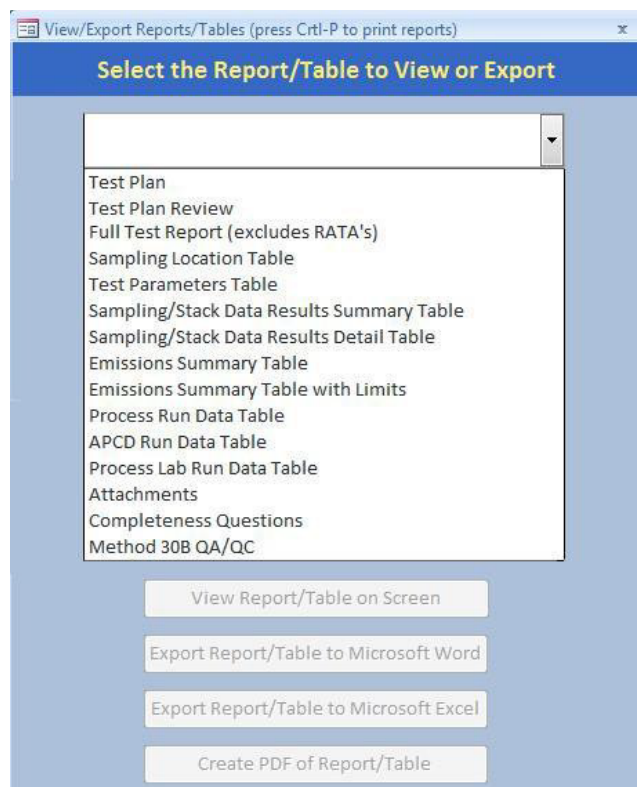 View/Export Reports/Tables (press Crtl-P to print reports)
x
Select the Report/Table to View or Export
Test Plan
Test Plan Review
Full Test Report (excludes RATA's)
Sampling Location Table
Test Parameters Table
Sampling/Stack Data Results Summary Table
Sampling/Stack Data Results Detail Table
Emissions Summary Table
Emissions Summary Table with Limits
Process Run Data Table
APCD Run Data Table
Process Lab Run Data Table
Attachments
Completeness Questions
Method 30B QA/QC
View Report/Table on Screen
Export Report/Table to Microsoft Word
Export Report/Table to Microsoft Excel
Create PDF of Report/Table